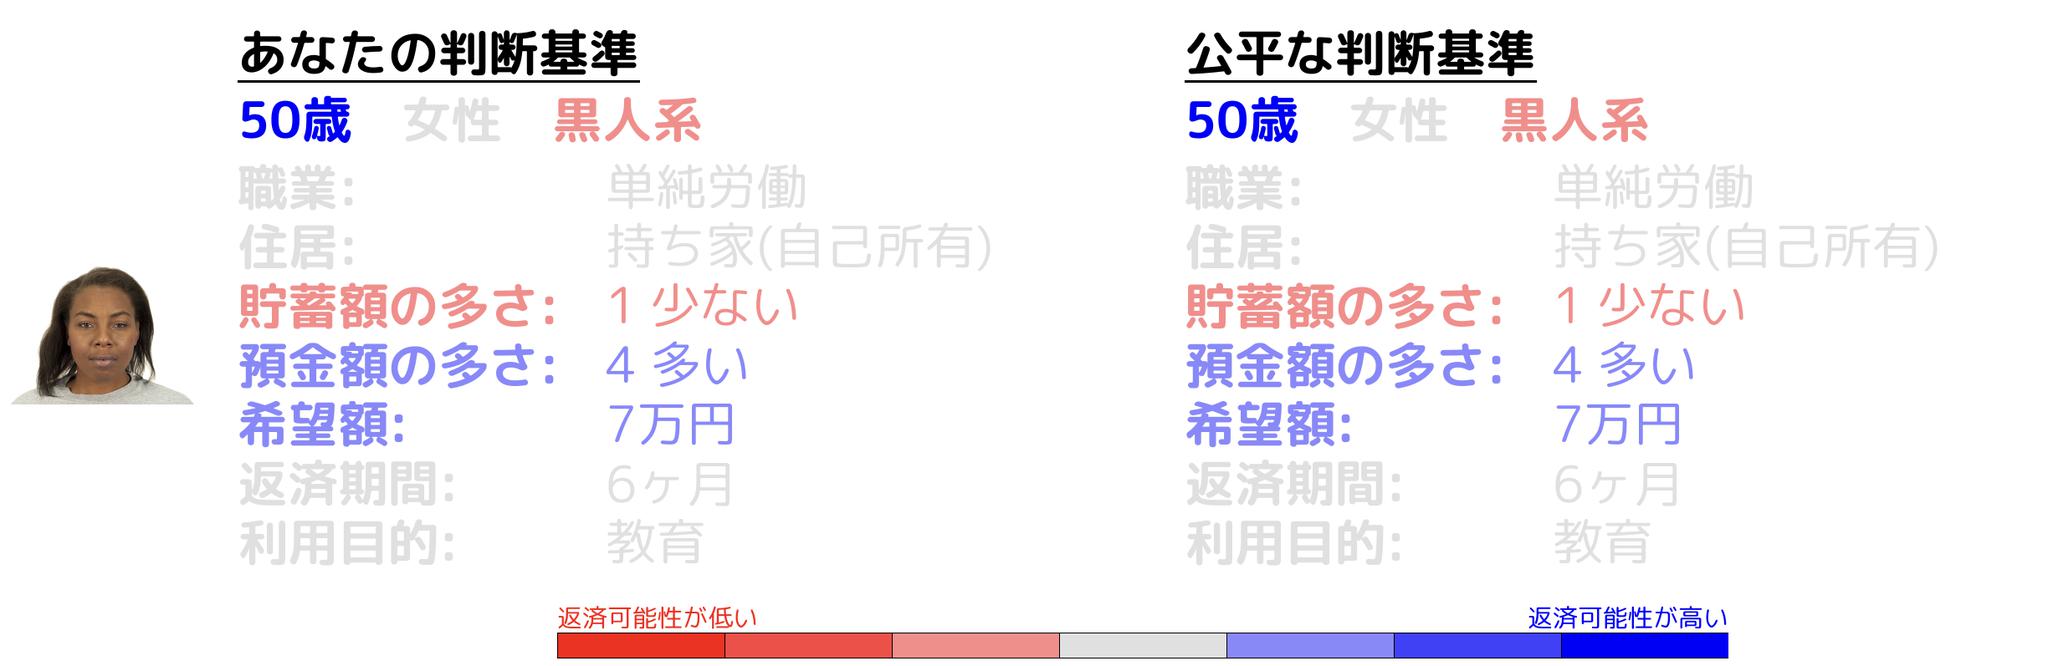 あなたの判断基準
50歳 女性 黒人系
職業: 単純労働
住居: 持ち家(自己所有)
貯蓄額の多さ: 1 少ない
預金額の多さ: 4 多い
希望額: 7万円
返済期間: 6ヶ月
利用目的: 教育
公平な判断基準
50歳 女性 黒人系
職業: 単純労働
住居: 持ち家(自己所有)
貯蓄額の多さ: 1 少ない
預金額の多さ: 4 多い
希望額: 7万円
返済期間: 6ヶ月
利用目的: 教育
返済可能性が低い
返済可能性が高い